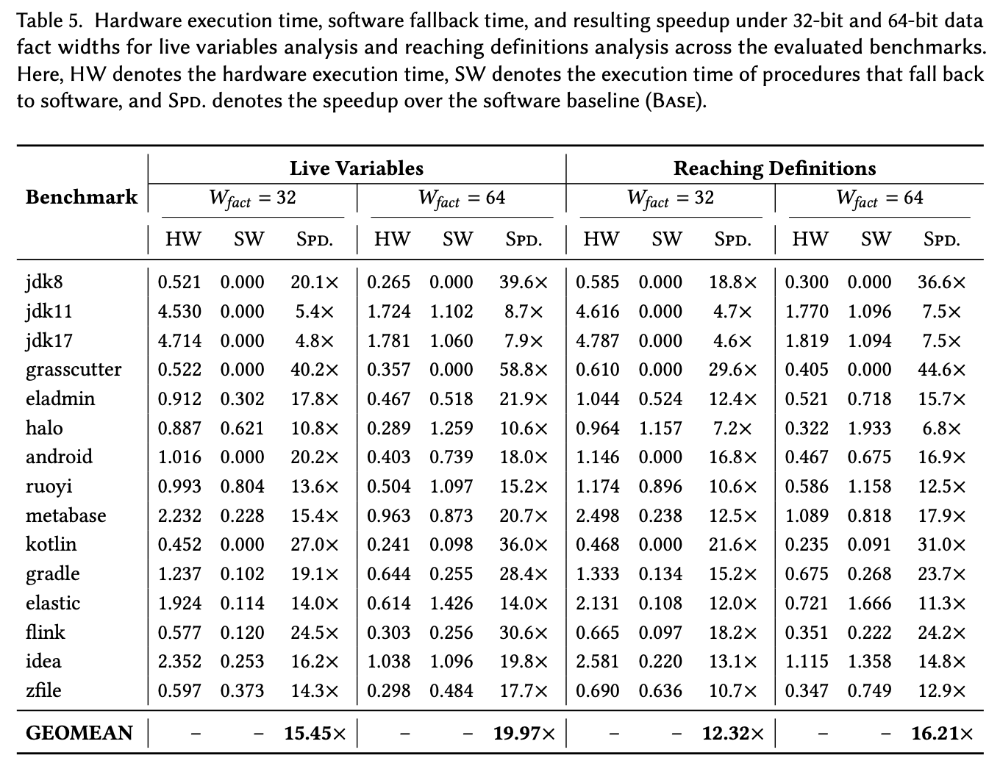 Table 5. Hardware execution time, software fallback time, and resulting speedup under 32-bit and 64-bit data
fact widths for live variables analysis and reaching definitions analysis across the evaluated benchmarks.
Here, HW denotes the hardware execution time, SW denotes the execution time of procedures that fall back
to software, and SPD. denotes the speedup over the software baseline (BASE).
Live Variables Reaching Definitions
Benchmark W_fact = 32 W_fact = 64 W_fact = 32 W_fact = 64
HW SW SPD. HW SW SPD. HW SW SPD. HW SW SPD.
jdk8 0.521 0.000 20.1× 0.265 0.000 39.6× 0.585 0.000 18.8× 0.300 0.000 36.6×
jdk11 4.530 0.000 5.4× 1.724 1.102 8.7× 4.616 0.000 4.7× 1.770 1.096 7.5×
jdk17 4.714 0.000 4.8× 1.781 1.060 7.9× 4.787 0.000 4.6× 1.819 1.094 7.5×
grasscutter 0.522 0.000 40.2× 0.357 0.000 58.8× 0.610 0.000 29.6× 0.405 0.000 44.6×
eladmin 0.912 0.302 17.8× 0.467 0.518 21.9× 1.044 0.524 12.4× 0.521 0.718 15.7×
halo 0.887 0.621 10.8× 0.289 1.259 10.6× 0.964 1.157 7.2× 0.322 1.933 6.8×
android 1.016 0.000 20.2× 0.403 0.739 18.0× 1.146 0.000 16.8× 0.467 0.675 16.9×
ruoyi 0.993 0.804 13.6× 0.504 1.097 15.2× 1.174 0.896 10.6× 0.586 1.158 12.5×
metabase 2.232 0.228 15.4× 0.963 0.873 20.7× 2.498 0.238 12.5× 1.089 0.818 17.9×
kotlin 0.452 0.000 27.0× 0.241 0.098 36.0× 0.468 0.000 21.6× 0.235 0.091 31.0×
gradle 1.237 0.102 19.1× 0.644 0.255 28.4× 1.333 0.134 15.2× 0.675 0.268 23.7×
elastic 1.924 0.114 14.0× 0.614 1.426 14.0× 2.131 0.108 12.0× 0.721 1.666 11.3×
flink 0.577 0.120 24.5× 0.303 0.256 30.6× 0.665 0.097 18.2× 0.351 0.222 24.2×
idea 2.352 0.253 16.2× 1.038 1.096 19.8× 2.581 0.220 13.1× 1.115 1.358 14.8×
zfile 0.597 0.373 14.3× 0.298 0.484 17.7× 0.690 0.636 10.7× 0.347 0.749 12.9×
GEOMEAN – – 15.45× – – 19.97× – – 12.32× – – 16.21×